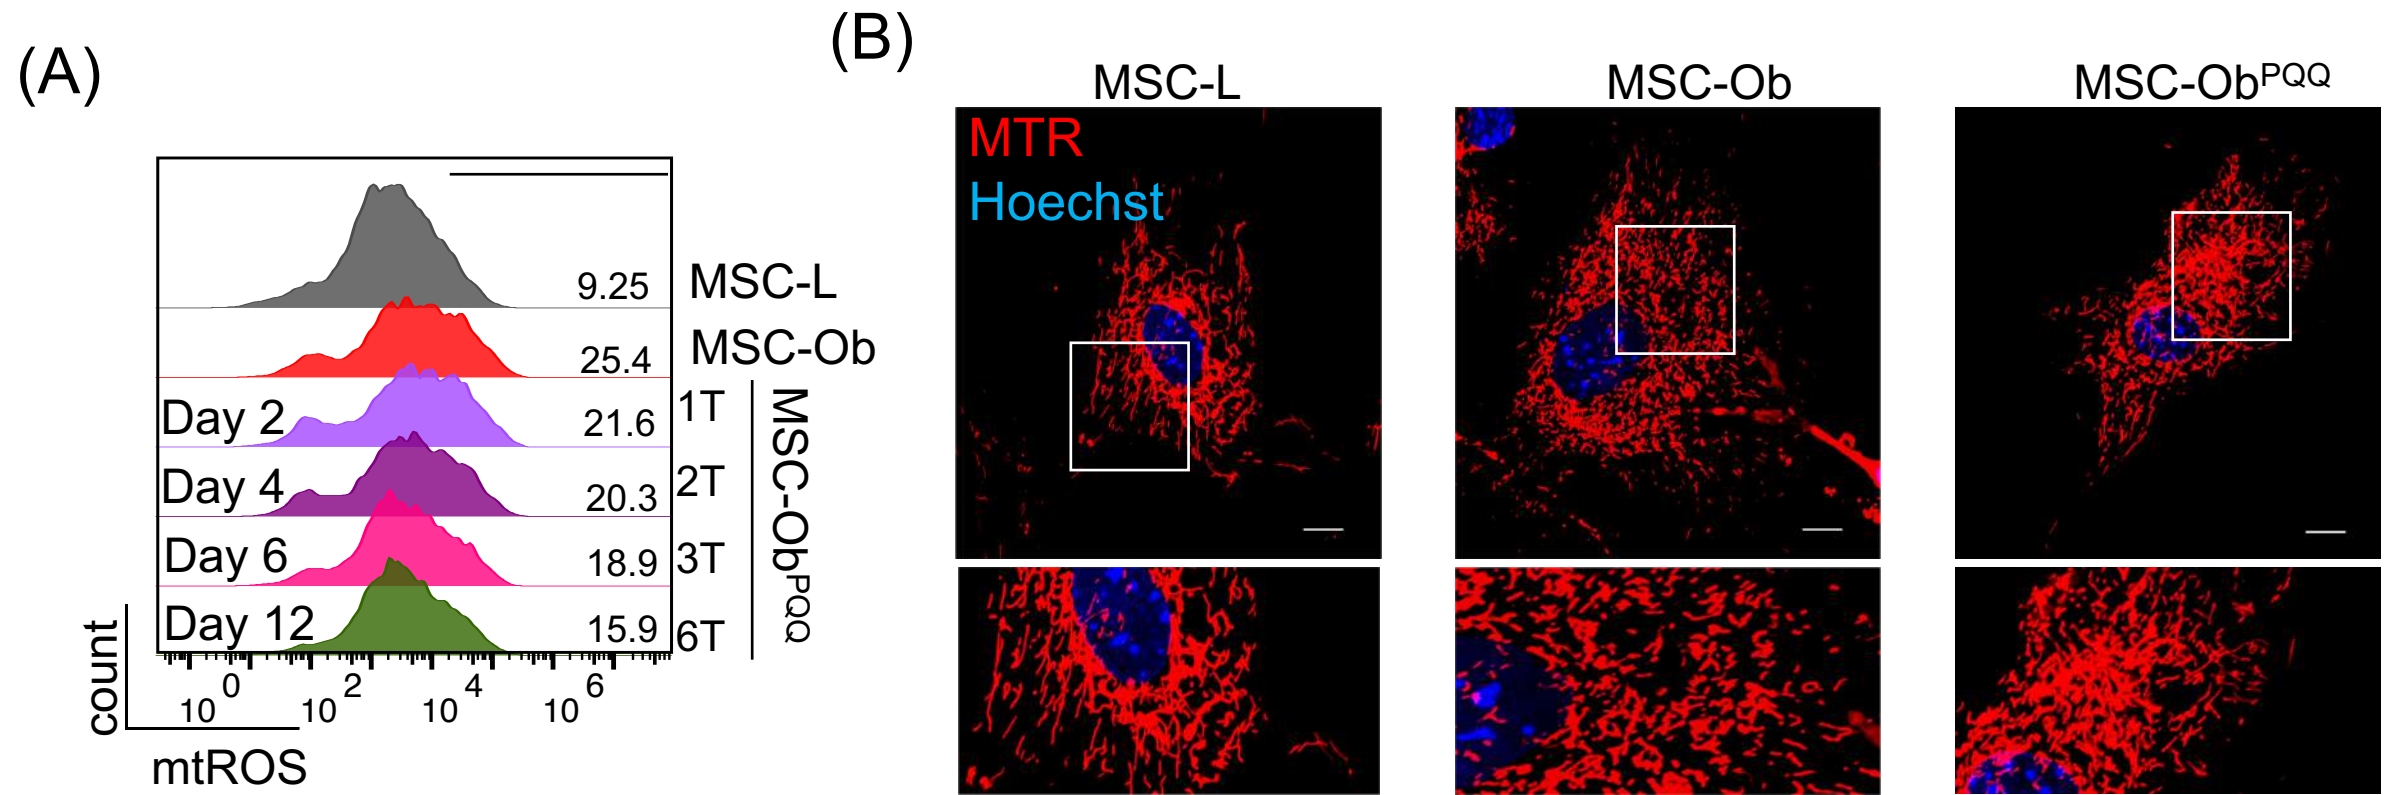 (A)
9.25
MSC-L
25.4
MSC-Ob
Day 2
21.6
1T
Day 4
20.3
2T
Day 6
18.9
3T
Day 12
15.9
6T
MSC-ObPQQ
count
10^0 10^2 10^4 10^6
mtROS
(B)
MSC-L
MSC-Ob
MSC-ObPQQ
MTR
Hoechst